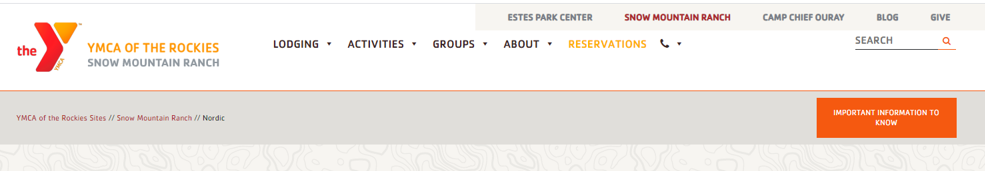 ESTES PARK CENTER SNOW MOUNTAIN RANCH CAMP CHIEF OURAY BLOG GIVE
the Y YMCA
YMCA OF THE ROCKIES
SNOW MOUNTAIN RANCH
LODGING ACTIVITIES GROUPS ABOUT RESERVATIONS
SEARCH
YMCA of the Rockies Sites // Snow Mountain Ranch // Nordic
IMPORTANT INFORMATION TO
KNOW